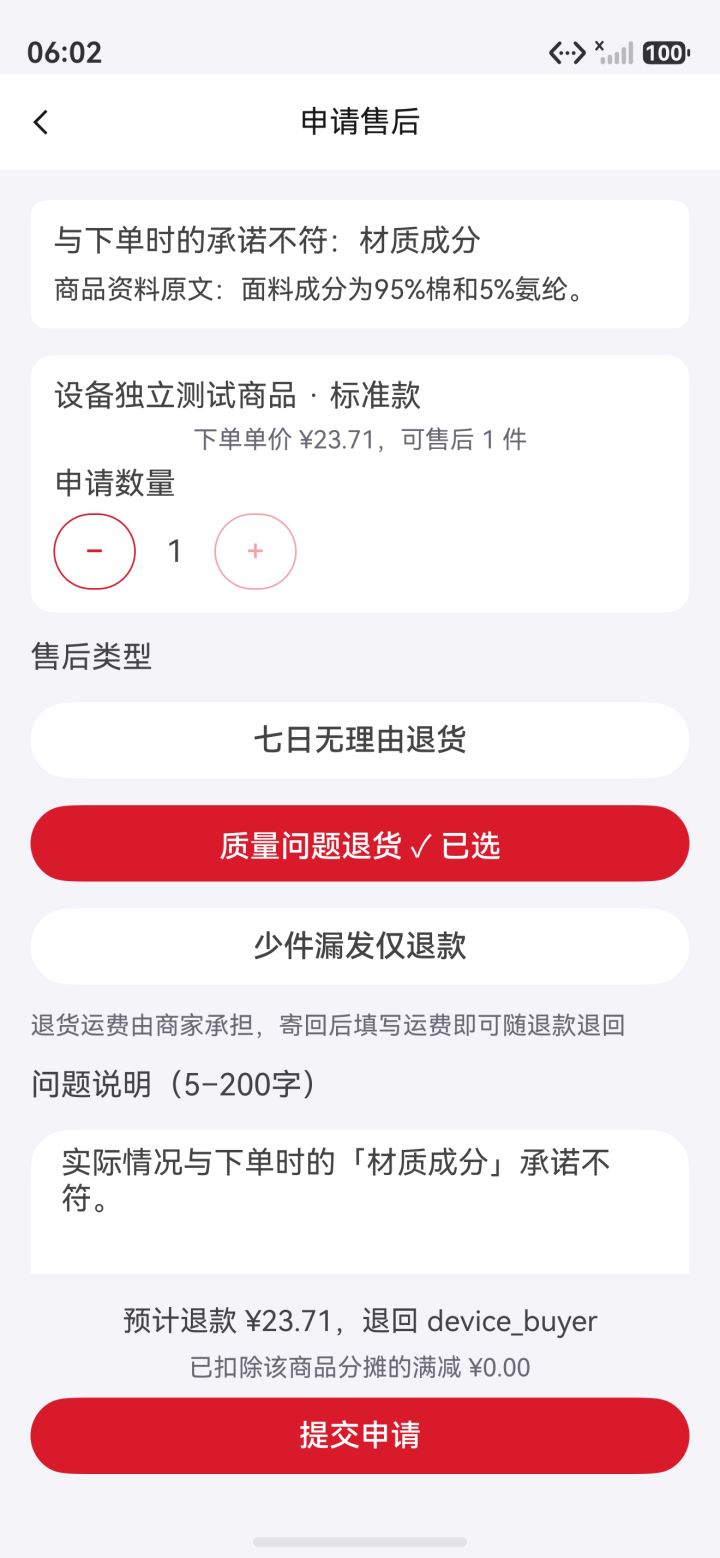 06:02
100
申请售后
与下单时的承诺不符：材质成分
商品资料原文：面料成分为95%棉和5%氨纶。
设备独立测试商品 · 标准款
下单单价 ¥23.71，可售后 1 件
申请数量
− 1 +
售后类型
七日无理由退货
质量问题退货 ✓ 已选
少件漏发仅退款
退货运费由商家承担，寄回后填写运费即可随退款退回
问题说明（5–200字）
实际情况与下单时的「材质成分」承诺不
符。
预计退款 ¥23.71，退回 device_buyer
已扣除该商品分摊的满减 ¥0.00
提交申请